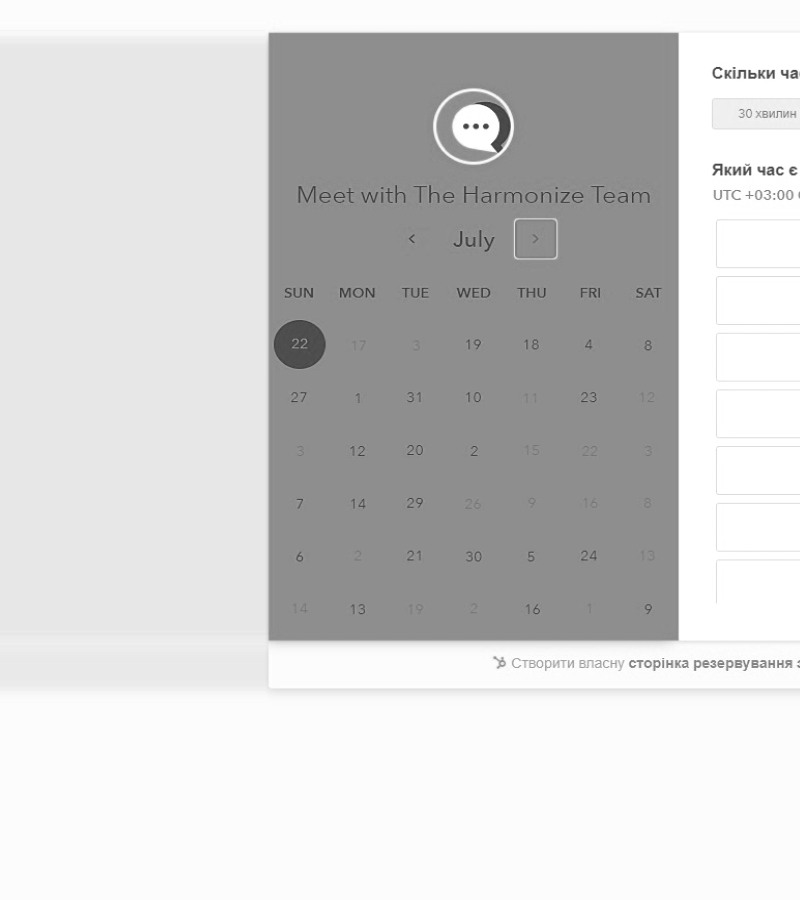 Meet with The Harmonize Team
July
SUN MON TUE WED THU FRI SAT
22 17 3 19 18 4 8
27 1 31 10 11 23 12
3 12 20 2 15 22 3
7 14 29 26 9 16 8
6 2 21 30 5 24 13
14 13 19 2 16 1 9
Скільки час
30 хвилин
Який час є
UTC +03:00
Створити власну сторінка резервування з